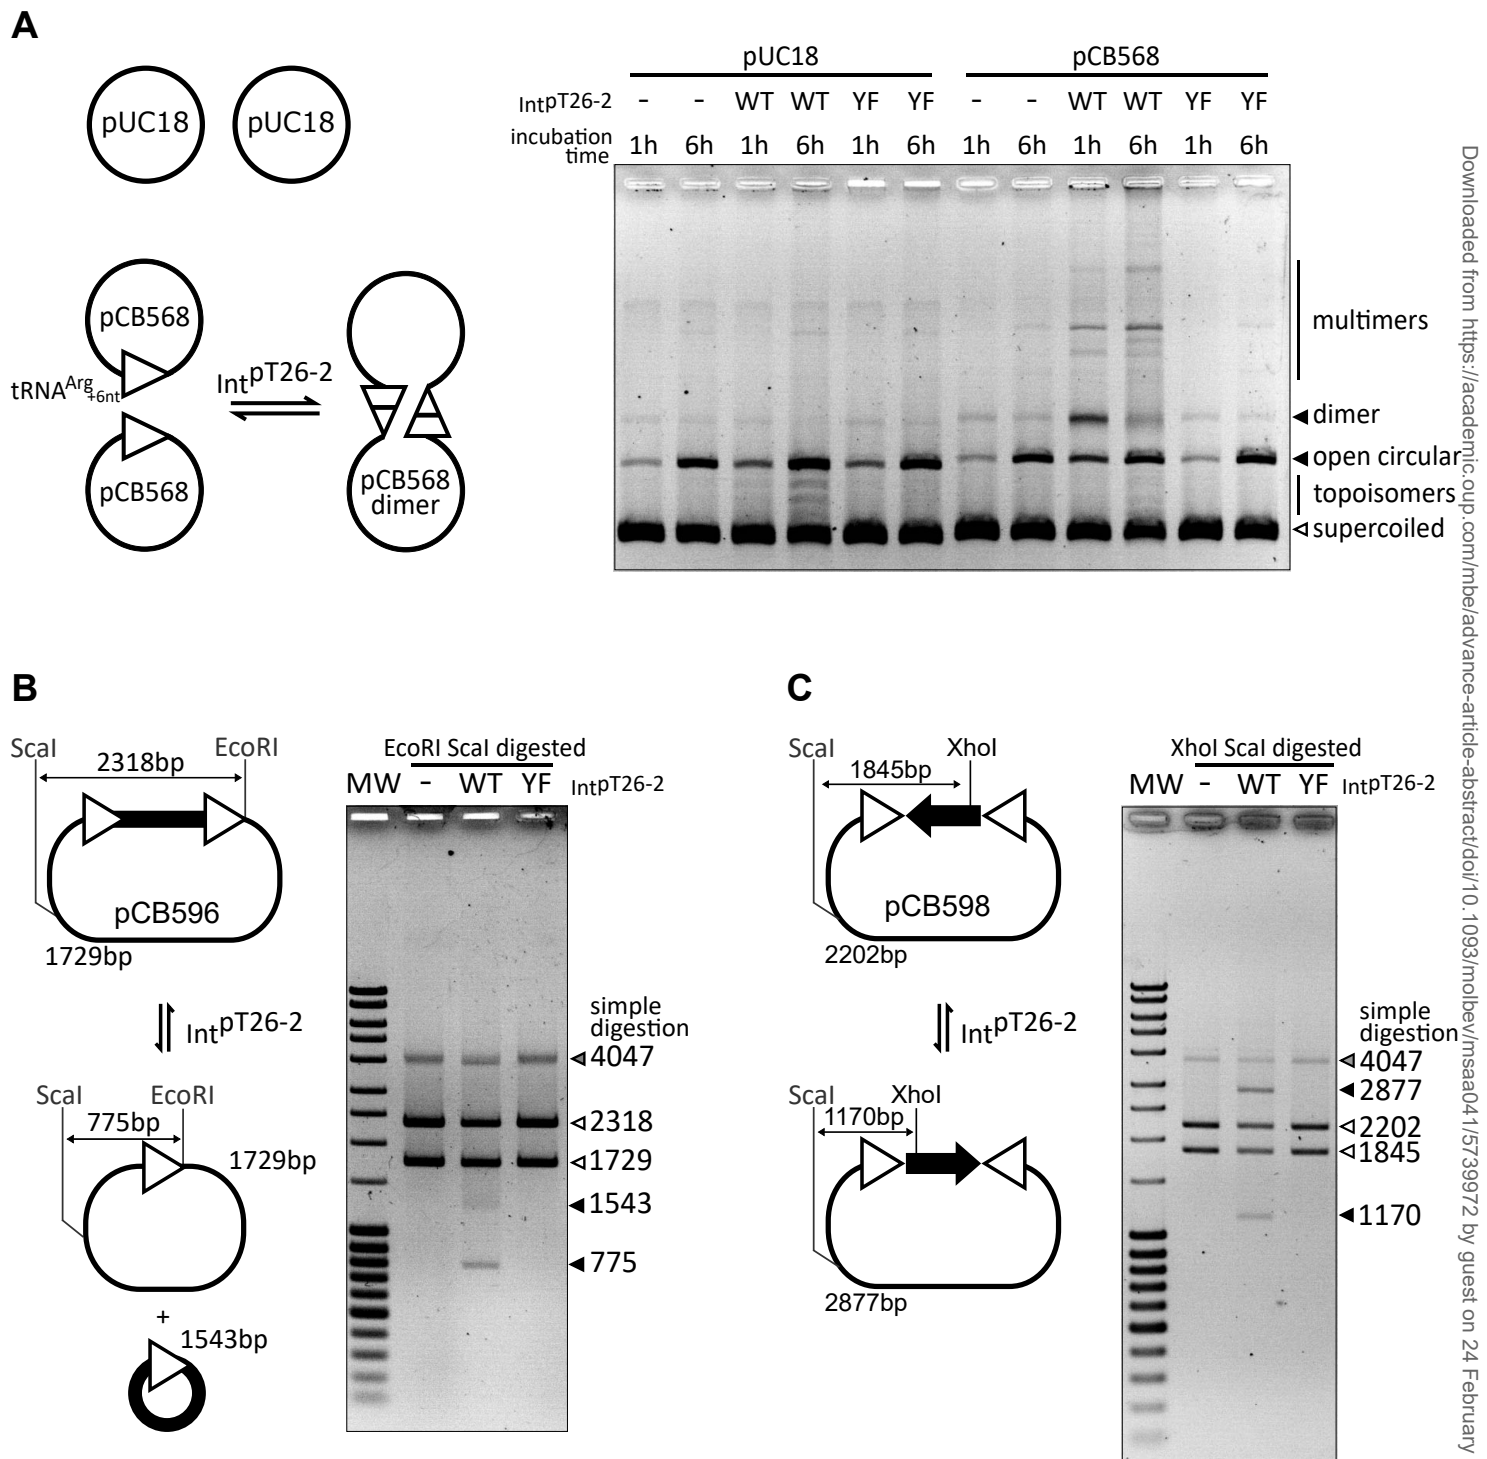 A
pUC18
pUC18
pCB568
tRNAArg+6nt
pCB568
IntpT26-2
pCB568
dimer
pUC18 pCB568
IntpT26-2 - - WT WT YF YF - - WT WT YF YF
incubation
time 1h 6h 1h 6h 1h 6h 1h 6h 1h 6h 1h 6h
multimers
dimer
open circular
topoisomers
supercoiled
B
ScaI EcoRI
2318bp
pCB596
1729bp
IntpT26-2
ScaI EcoRI
775bp
1729bp
+
1543bp
EcoRI ScaI digested
MW - WT YF IntpT26-2
simple
digestion
4047
2318
1729
1543
775
C
ScaI XhoI
1845bp
pCB598
2202bp
IntpT26-2
ScaI XhoI
1170bp
2877bp
XhoI ScaI digested
MW - WT YF IntpT26-2
simple
digestion
4047
2877
2202
1845
1170
Downloaded from https://academic.oup.com/mbe/advance-article-abstract/doi/10.1093/molbev/msaa041/5739972 by guest on 24 February